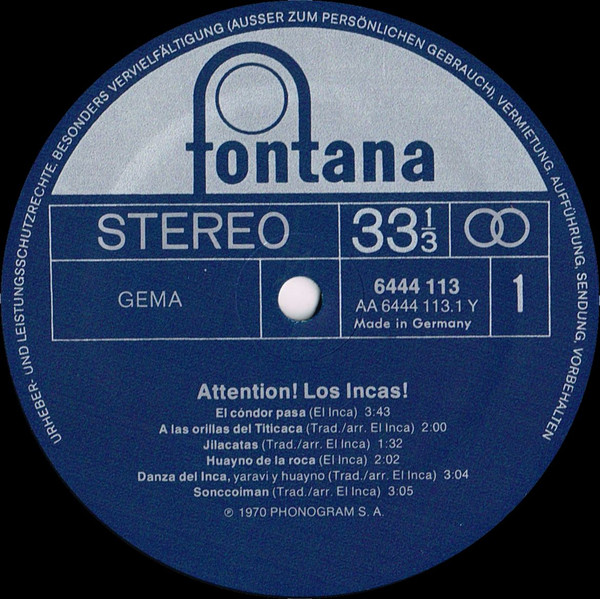 URHEBER- UND LEISTUNGSSCHUTZRECHTE, BESONDERS VERVIELFÄLTIGUNG (AUSSER ZUM PERSÖNLICHEN GEBRAUCH), VERMIETUNG, AUFFÜHRUNG, SENDUNG, VORBEHALTEN
fontana
STEREO 33 1/3
GEMA
6444 113
AA 6444 113.1 Y
Made in Germany
1
Attention! Los Incas!
El cóndor pasa (El Inca) 3:43
A las orillas del Titicaca (Trad./arr. El Inca) 2:00
Jilacatas (Trad./arr. El Inca) 1:32
Huayno de la roca (El Inca) 2:02
Danza del Inca, yaravi y huayno (Trad./arr. El Inca) 3:04
Sonccoiman (Trad./arr. El Inca) 3:05
℗ 1970 PHONOGRAM S. A.